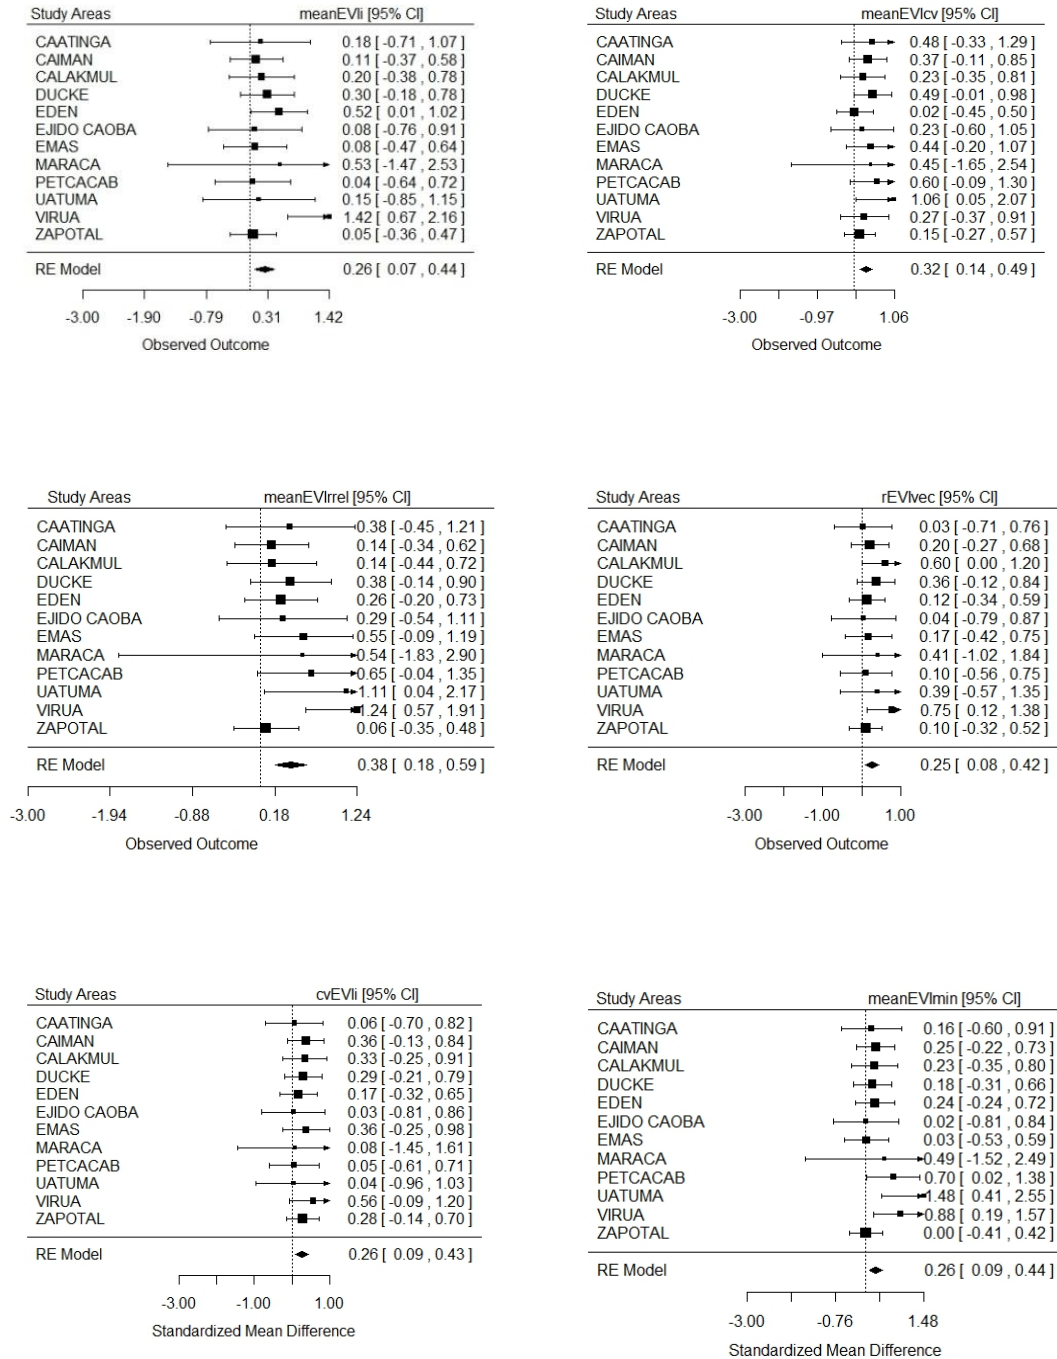 Study Areas meanEVIi [95% CI]
CAATINGA 0.18 [ -0.71 , 1.07 ]
CAIMAN 0.11 [ -0.37 , 0.58 ]
CALAKMUL 0.20 [ -0.38 , 0.78 ]
DUCKE 0.30 [ -0.18 , 0.78 ]
EDEN 0.52 [ 0.01 , 1.02 ]
EJIDO CAOBA 0.08 [ -0.76 , 0.91 ]
EMAS 0.08 [ -0.47 , 0.64 ]
MARACA 0.53 [ -1.47 , 2.53 ]
PETCACAB 0.04 [ -0.64 , 0.72 ]
UATUMA 0.15 [ -0.85 , 1.15 ]
VIRUA 1.42 [ 0.67 , 2.16 ]
ZAPOTAL 0.05 [ -0.36 , 0.47 ]
RE Model 0.26 [ 0.07 , 0.44 ]
-3.00 -1.90 -0.79 0.31 1.42
Observed Outcome
Study Areas meanEVIcv [95% CI]
CAATINGA 0.48 [ -0.33 , 1.29 ]
CAIMAN 0.37 [ -0.11 , 0.85 ]
CALAKMUL 0.23 [ -0.35 , 0.81 ]
DUCKE 0.49 [ -0.01 , 0.98 ]
EDEN 0.02 [ -0.45 , 0.50 ]
EJIDO CAOBA 0.23 [ -0.60 , 1.05 ]
EMAS 0.44 [ -0.20 , 1.07 ]
MARACA 0.45 [ -1.65 , 2.54 ]
PETCACAB 0.60 [ -0.09 , 1.30 ]
UATUMA 1.06 [ 0.05 , 2.07 ]
VIRUA 0.27 [ -0.37 , 0.91 ]
ZAPOTAL 0.15 [ -0.27 , 0.57 ]
RE Model 0.32 [ 0.14 , 0.49 ]
-3.00 -0.97 1.06
Observed Outcome
Study Areas meanEVIrrel [95% CI]
CAATINGA 0.38 [ -0.45 , 1.21 ]
CAIMAN 0.14 [ -0.34 , 0.62 ]
CALAKMUL 0.14 [ -0.44 , 0.72 ]
DUCKE 0.38 [ -0.14 , 0.90 ]
EDEN 0.26 [ -0.20 , 0.73 ]
EJIDO CAOBA 0.29 [ -0.54 , 1.11 ]
EMAS 0.55 [ -0.09 , 1.19 ]
MARACA 0.54 [ -1.83 , 2.90 ]
PETCACAB 0.65 [ -0.04 , 1.35 ]
UATUMA 1.11 [ 0.04 , 2.17 ]
VIRUA 1.24 [ 0.57 , 1.91 ]
ZAPOTAL 0.06 [ -0.35 , 0.48 ]
RE Model 0.38 [ 0.18 , 0.59 ]
-3.00 -1.94 -0.88 0.18 1.24
Observed Outcome
Study Areas rEVIvec [95% CI]
CAATINGA 0.03 [ -0.71 , 0.76 ]
CAIMAN 0.20 [ -0.27 , 0.68 ]
CALAKMUL 0.60 [ 0.00 , 1.20 ]
DUCKE 0.36 [ -0.12 , 0.84 ]
EDEN 0.12 [ -0.34 , 0.59 ]
EJIDO CAOBA 0.04 [ -0.79 , 0.87 ]
EMAS 0.17 [ -0.42 , 0.75 ]
MARACA 0.41 [ -1.02 , 1.84 ]
PETCACAB 0.10 [ -0.56 , 0.75 ]
UATUMA 0.39 [ -0.57 , 1.35 ]
VIRUA 0.75 [ 0.12 , 1.38 ]
ZAPOTAL 0.10 [ -0.32 , 0.52 ]
RE Model 0.25 [ 0.08 , 0.42 ]
-3.00 -1.00 1.00
Observed Outcome
Study Areas cvEVIi [95% CI]
CAATINGA 0.06 [ -0.70 , 0.82 ]
CAIMAN 0.36 [ -0.13 , 0.84 ]
CALAKMUL 0.33 [ -0.25 , 0.91 ]
DUCKE 0.29 [ -0.21 , 0.79 ]
EDEN 0.17 [ -0.32 , 0.65 ]
EJIDO CAOBA 0.03 [ -0.81 , 0.86 ]
EMAS 0.36 [ -0.25 , 0.98 ]
MARACA 0.08 [ -1.45 , 1.61 ]
PETCACAB 0.05 [ -0.61 , 0.71 ]
UATUMA 0.04 [ -0.96 , 1.03 ]
VIRUA 0.56 [ -0.09 , 1.20 ]
ZAPOTAL 0.28 [ -0.14 , 0.70 ]
RE Model 0.26 [ 0.09 , 0.43 ]
-3.00 -1.00 1.00
Standardized Mean Difference
Study Areas meanEVImin [95% CI]
CAATINGA 0.16 [ -0.60 , 0.91 ]
CAIMAN 0.25 [ -0.22 , 0.73 ]
CALAKMUL 0.23 [ -0.35 , 0.80 ]
DUCKE 0.18 [ -0.31 , 0.66 ]
EDEN 0.24 [ -0.24 , 0.72 ]
EJIDO CAOBA 0.02 [ -0.81 , 0.84 ]
EMAS 0.03 [ -0.53 , 0.59 ]
MARACA 0.49 [ -1.52 , 2.49 ]
PETCACAB 0.70 [ 0.02 , 1.38 ]
UATUMA 1.48 [ 0.41 , 2.55 ]
VIRUA 0.88 [ 0.19 , 1.57 ]
ZAPOTAL 0.00 [ -0.41 , 0.42 ]
RE Model 0.26 [ 0.09 , 0.44 ]
-3.00 -0.76 1.48
Standardized Mean Difference